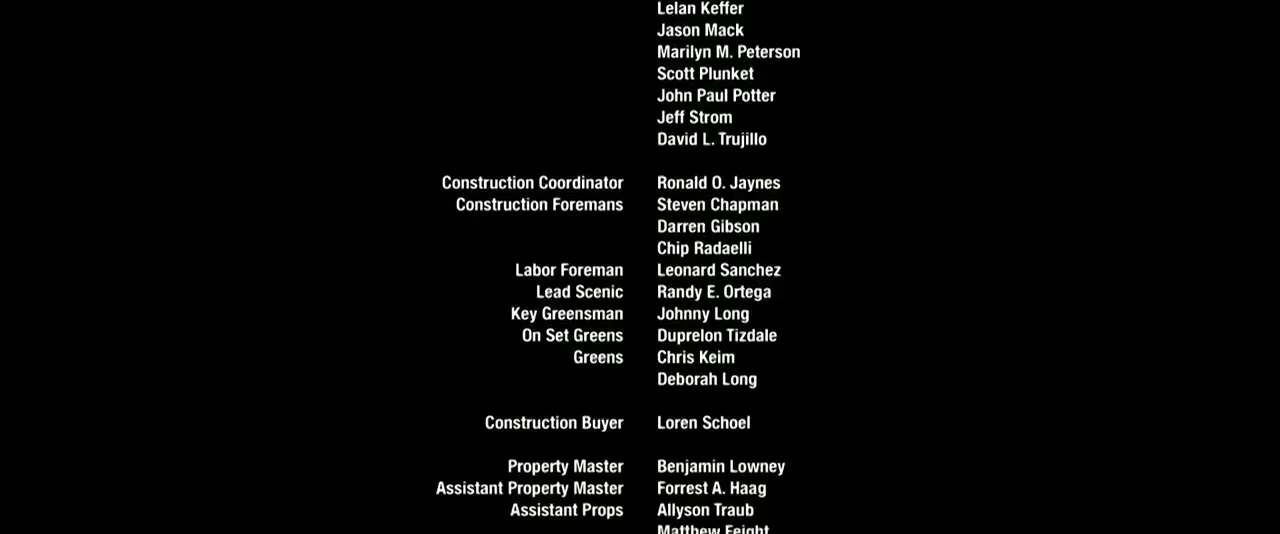 Lelan Keffer
Jason Mack
Marilyn M. Peterson
Scott Plunket
John Paul Potter
Jeff Strom
David L. Trujillo
Construction Coordinator Ronald O. Jaynes
Construction Foremans Steven Chapman
Darren Gibson
Chip Radaelli
Labor Foreman Leonard Sanchez
Lead Scenic Randy E. Ortega
Key Greensman Johnny Long
On Set Greens Duprelon Tizdale
Greens Chris Keim
Deborah Long
Construction Buyer Loren Schoel
Property Master Benjamin Lowney
Assistant Property Master Forrest A. Haag
Assistant Props Allyson Traub
Matthew Feight